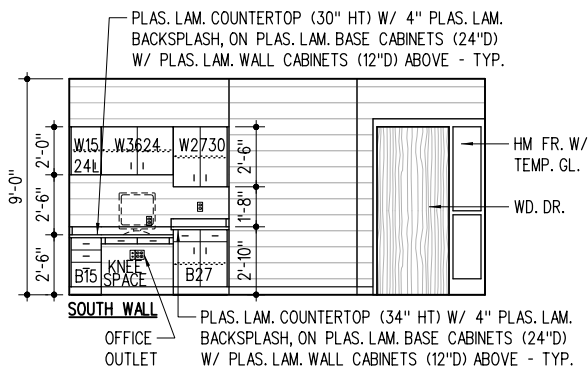 PLAS. LAM. COUNTERTOP (30" HT) W/ 4" PLAS. LAM.
BACKSPLASH, ON PLAS. LAM. BASE CABINETS (24"D)
W/ PLAS. LAM. WALL CABINETS (12"D) ABOVE - TYP.
9'-0"
2'-0"
2'-6"
2'-6"
W15
24L
W3624
W2730
2'-6"
1'-8"
2'-10"
B15
KNEE
SPACE
B27
HM FR. W/
TEMP. GL.
WD. DR.
SOUTH WALL
OFFICE
OUTLET
PLAS. LAM. COUNTERTOP (34" HT) W/ 4" PLAS. LAM.
BACKSPLASH, ON PLAS. LAM. BASE CABINETS (24"D)
W/ PLAS. LAM. WALL CABINETS (12"D) ABOVE - TYP.